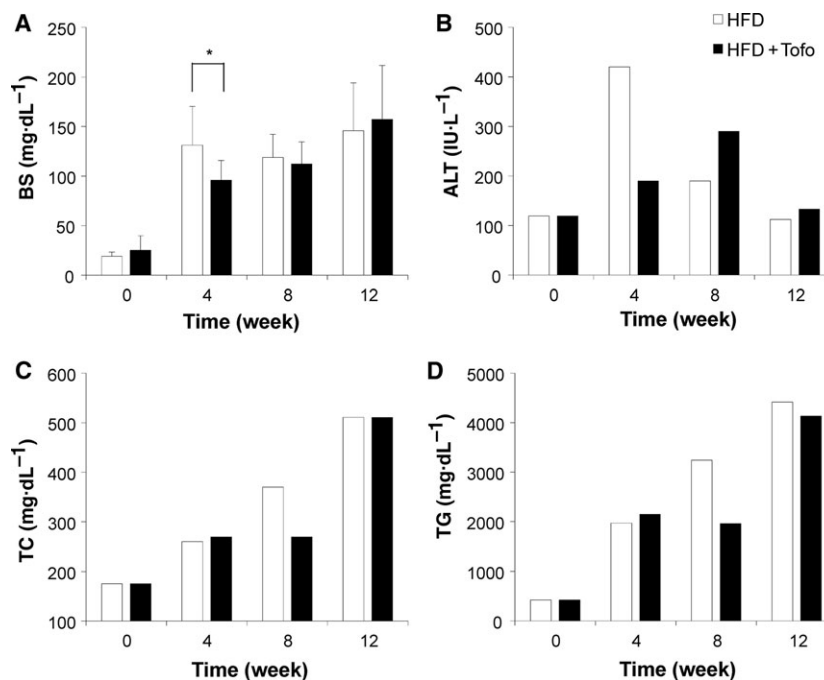 A
BS (mg·dL⁻¹)
250
200
150
100
50
0
*
0 4 8 12
Time (week)
B
HFD
HFD + Tofo
ALT (IU·L⁻¹)
500
400
300
200
100
0
0 4 8 12
Time (week)
C
TC (mg·dL⁻¹)
600
500
400
300
200
100
0 4 8 12
Time (week)
D
TG (mg·dL⁻¹)
5000
4000
3000
2000
1000
0
0 4 8 12
Time (week)